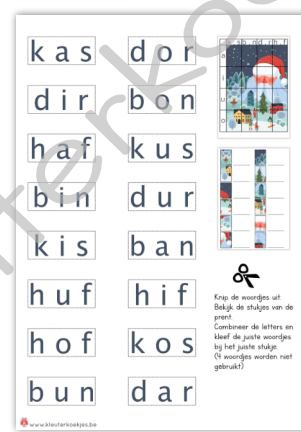 kas dor
dir bon
haf kus
bin dur
kis ban
huf hif
hof kos
bun dar
a
i
u
o
Knip de woordjes uit.
Bekijk de stukjes van de
prent.
Combineer de letters en
kleef de juiste woordjes
bij het juiste stukje.
(4 woordjes worden niet
gebruikt)
www.kleuterkoekjes.be